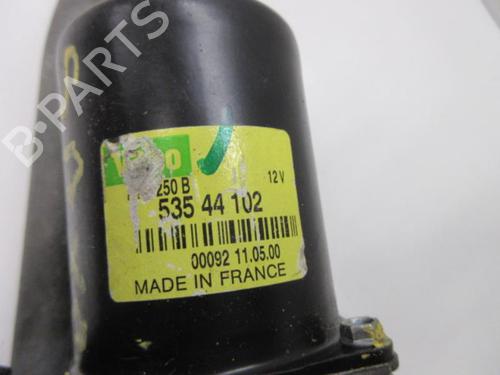 B-PARTS
250 B 12 V
535 44 102
00092 11.05.00
MADE IN FRANCE